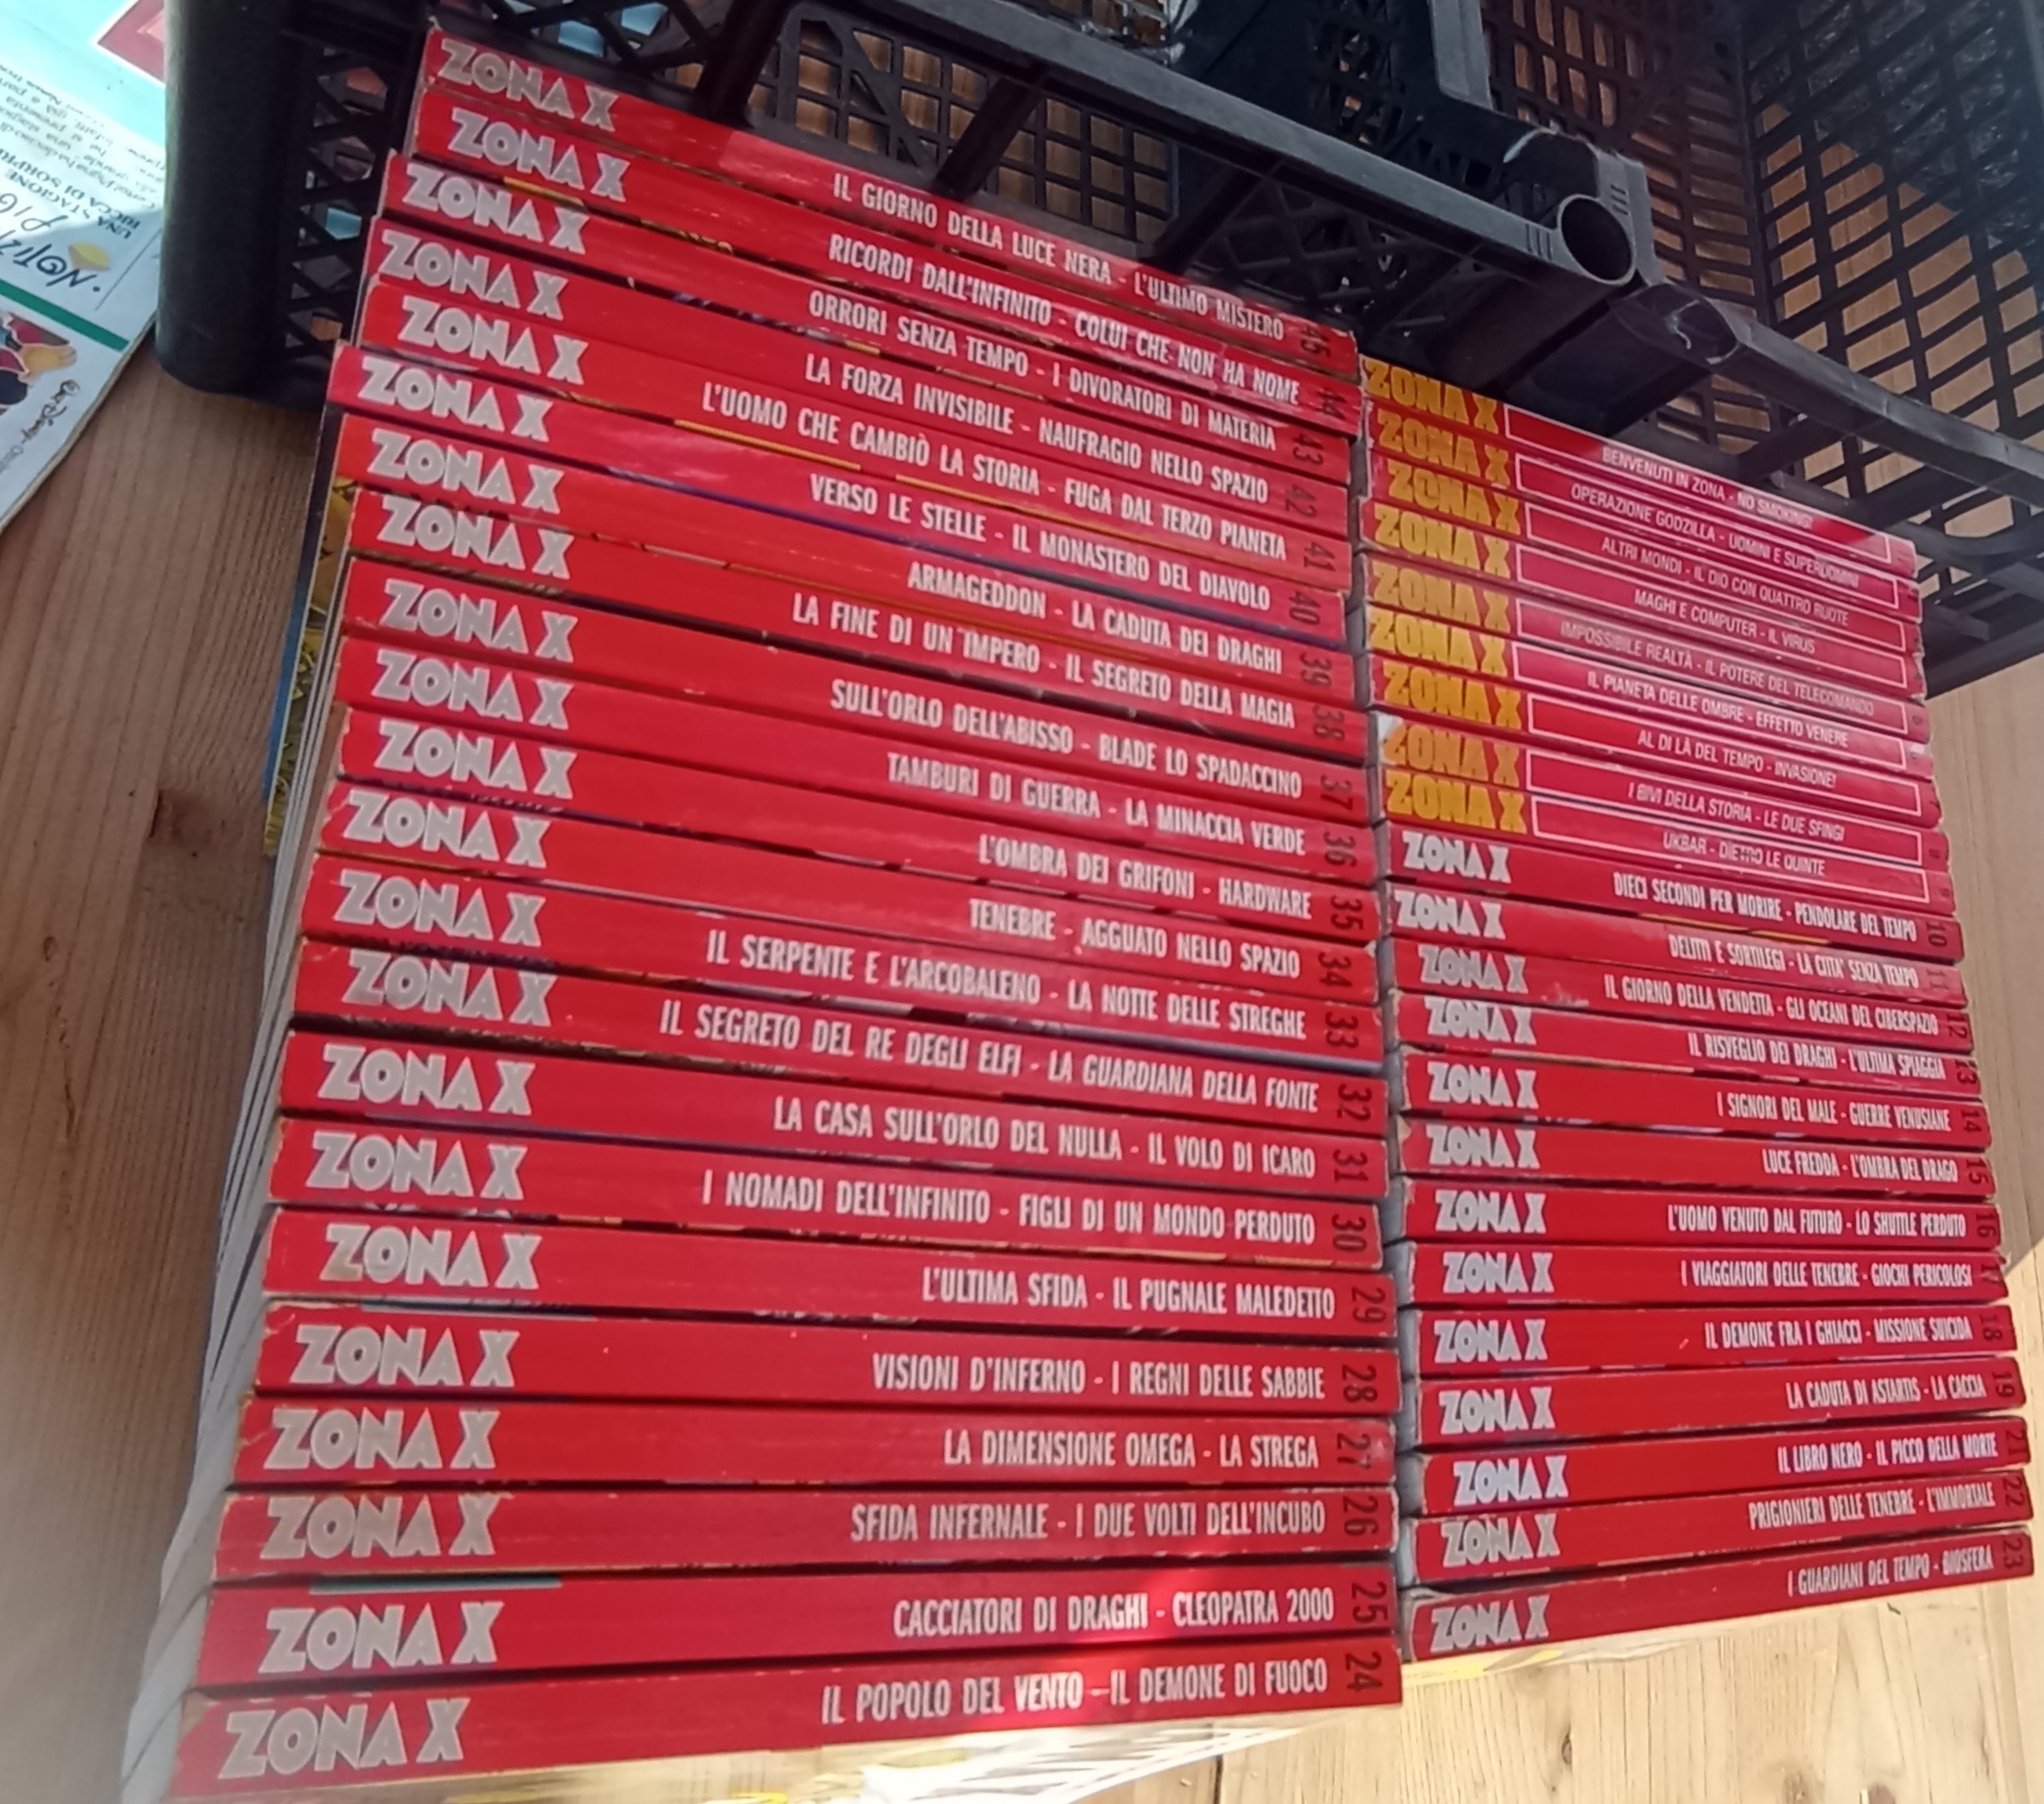 ZONA X IL GIORNO DELLA LUCE NERA - L'ULTIMO MISTERO 45
ZONA X RICORDI DALL'INFINITO - COLUI CHE NON HA NOME 44
ZONA X ORRORI SENZA TEMPO - I DIVORATORI DI MATERIA 43
ZONA X LA FORZA INVISIBILE - NAUFRAGIO NELLO SPAZIO 42
ZONA X L'UOMO CHE CAMBIÒ LA STORIA - FUGA DAL TERZO PIANETA 41
ZONA X VERSO LE STELLE - IL MONASTERO DEL DIAVOLO 40
ZONA X ARMAGEDDON - LA CADUTA DEI DRAGHI 39
ZONA X LA FINE DI UN IMPERO - IL SEGRETO DELLA MAGIA 38
ZONA X SULL'ORLO DELL'ABISSO - BLADE LO SPADACCINO 37
ZONA X TAMBURI DI GUERRA - LA MINACCIA VERDE 36
ZONA X L'OMBRA DEI GRIFONI - HARDWARE 35
ZONA X TENEBRE - AGGUATO NELLO SPAZIO 34
ZONA X IL SERPENTE E L'ARCOBALENO - LA NOTTE DELLE STREGHE 33
ZONA X IL SEGRETO DEL RE DEGLI ELFI - LA GUARDIANA DELLA FONTE 32
ZONA X LA CASA SULL'ORLO DEL NULLA - IL VOLO DI ICARO 31
ZONA X I NOMADI DELL'INFINITO - FIGLI DI UN MONDO PERDUTO 30
ZONA X L'ULTIMA SFIDA - IL PUGNALE MALEDETTO 29
ZONA X VISIONI D'INFERNO - I REGNI DELLE SABBIE 28
ZONA X LA DIMENSIONE OMEGA - LA STREGA 27
ZONA X SFIDA INFERNALE - I DUE VOLTI DELL'INCUBO 26
ZONA X CACCIATORI DI DRAGHI - CLEOPATRA 2000 25
ZONA X IL POPOLO DEL VENTO - IL DEMONE DI FUOCO 24
ZONA X BENVENUTI IN ZONA - NO SMOKING!
ZONA X OPERAZIONE GODZILLA - UOMINI E SUPERUOMINI
ZONA X ALTRI MONDI - IL DIO CON QUATTRO RUOTE
ZONA X MAGHI E COMPUTER - IL VIRUS
ZONA X IMPOSSIBILE REALTÀ - IL POTERE DEL TELECOMANDO
ZONA X IL PIANETA DELLE OMBRE - EFFETTO VENERE
ZONA X AL DI LÀ DEL TEMPO - INVASIONE!
ZONA X I BIVI DELLA STORIA - LE DUE SFINGI
ZONA X UKBAR - DIETRO LE QUINTE
ZONA X DIECI SECONDI PER MORIRE - PENDOLARE DEL TEMPO 10
ZONA X DELITTI E SORTILEGI - LA CITTA' SENZA TEMPO 11
ZONA X IL GIORNO DELLA VENDETTA - GLI OCEANI DEL CIBERSPAZIO 12
ZONA X IL RISVEGLIO DEI DRAGHI - L'ULTIMA SPIAGGIA 13
ZONA X I SIGNORI DEL MALE - GUERRE VENUSIANE 14
ZONA X LUCE FREDDA - L'OMBRA DEL DRAGO 15
ZONA X L'UOMO VENUTO DAL FUTURO - LO SHUTTLE PERDUTO 16
ZONA X I VIAGGIATORI DELLE TENEBRE - GIOCHI PERICOLOSI
ZONA X IL DEMONE FRA I GHIACCI - MISSIONE SUICIDA 18
ZONA X LA CADUTA DI ASTARTIS - LA CACCIA 19
ZONA X IL LIBRO NERO - IL PICCO DELLA MORTE 21
ZONA X PRIGIONIERI DELLE TENEBRE - L'IMMORTALE 22
ZONA X I GUARDIANI DEL TEMPO - BIOSFERA 23
UNA STAGIONE
RICCA DI SORPRE